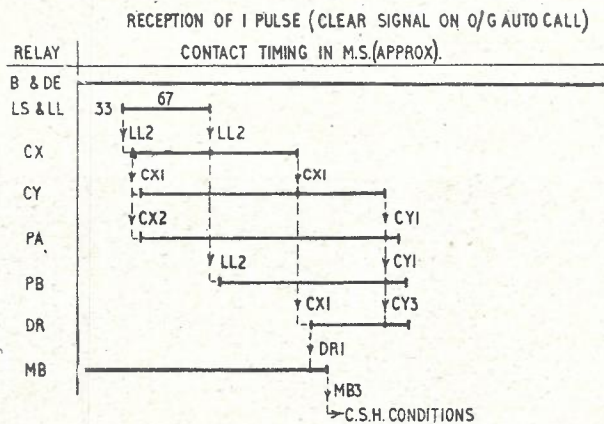 RECEPTION OF 1 PULSE (CLEAR SIGNAL ON O/G AUTO CALL)
RELAY CONTACT TIMING IN M.S.(APPROX).
B & DE
LS & LL 33 67
LL2 LL2
CX
CX1 CX1
CY
CX2 CY1
PA
LL2 CY1
PB
CX1 CY3
DR
DR1
MB
MB3
C.S.H. CONDITIONS